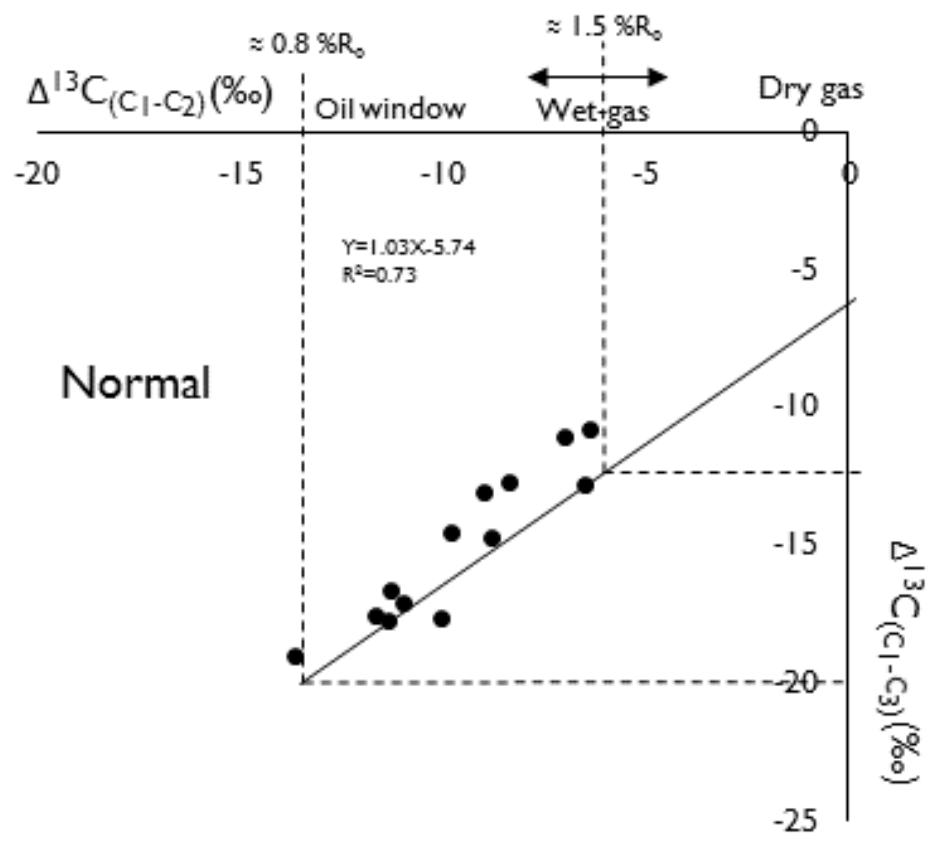 ≈ 0.8 %Rₒ
≈ 1.5 %Rₒ
Δ¹³C(C1-C2)(‰)
Oil window
Wet-gas
Dry gas
0
-20 -15 -10 -5 0
Y=1.03X-5.74
R²=0.73
-5
Normal
-10
-15
Δ¹³C(C1-C3)(‰)
-20
-25